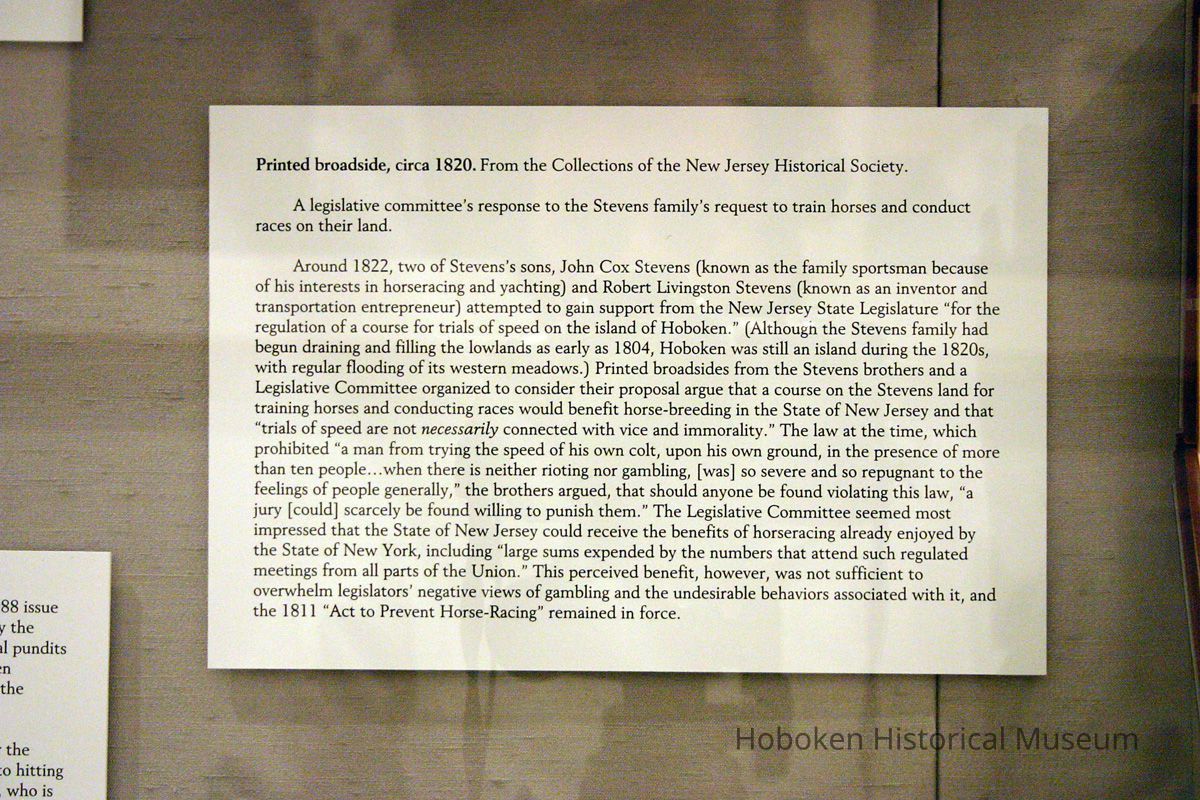 Printed broadside, circa 1820. From the Collections of the New Jersey Historical Society.
A legislative committee's response to the Stevens family's request to train horses and conduct
races on their land.
Around 1822, two of Stevens's sons, John Cox Stevens (known as the family sportsman because
of his interests in horseracing and yachting) and Robert Livingston Stevens (known as an inventor and
transportation entrepreneur) attempted to gain support from the New Jersey State Legislature “for the
regulation of a course for trials of speed on the island of Hoboken.” (Although the Stevens family had
begun draining and filling the lowlands as early as 1804, Hoboken was still an island during the 1820s,
with regular flooding of its western meadows.) Printed broadsides from the Stevens brothers and a
Legislative Committee organized to consider their proposal argue that a course on the Stevens land for
training horses and conducting races would benefit horse-breeding in the State of New Jersey and that
“trials of speed are not necessarily connected with vice and immorality.” The law at the time, which
prohibited “a man from trying the speed of his own colt, upon his own ground, in the presence of more
than ten people…when there is neither rioting nor gambling, [was] so severe and so repugnant to the
feelings of people generally,” the brothers argued, that should anyone be found violating this law, “a
jury [could] scarcely be found willing to punish them.” The Legislative Committee seemed most
impressed that the State of New Jersey could receive the benefits of horseracing already enjoyed by
the State of New York, including “large sums expended by the numbers that attend such regulated
meetings from all parts of the Union.” This perceived benefit, however, was not sufficient to
overwhelm legislators' negative views of gambling and the undesirable behaviors associated with it, and
the 1811 “Act to Prevent Horse-Racing” remained in force.
88 issue
y the
al pundits
en
the
the
to hitting
, who is
Hoboken Historical Museum